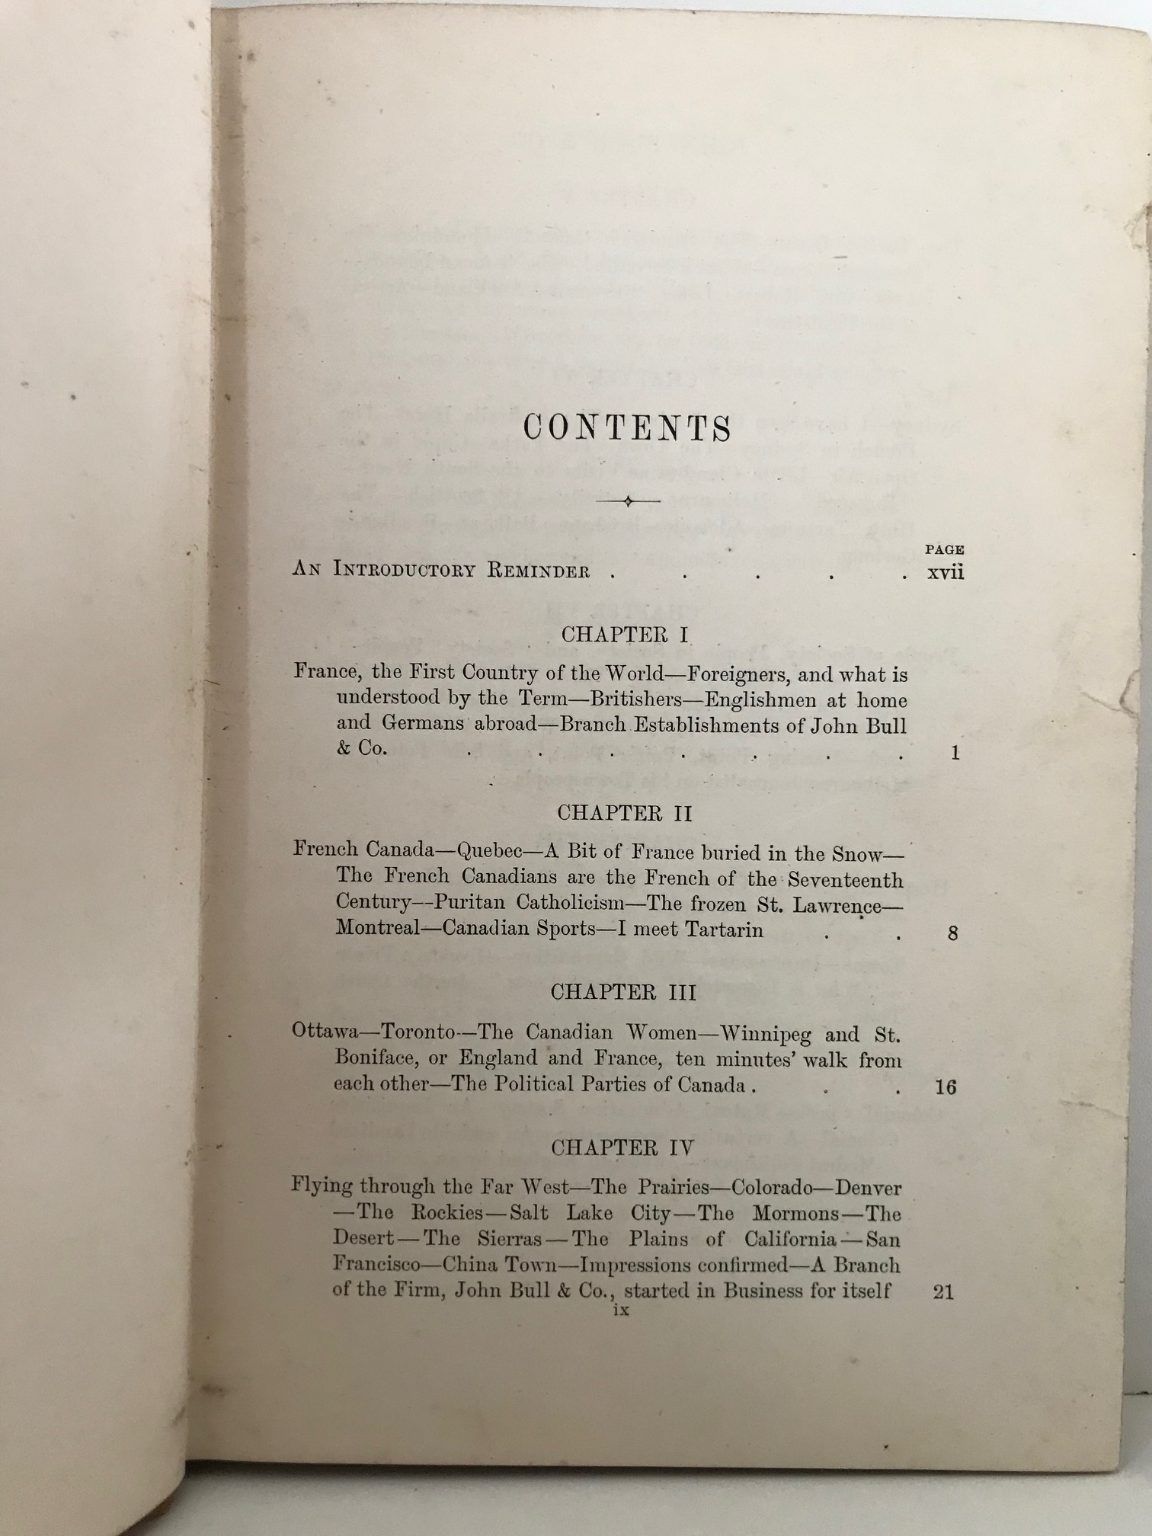 CONTENTS
PAGE
An Introductory Reminder . . . . . xvii
CHAPTER I
France, the First Country of the World—Foreigners, and what is
understood by the Term—Britishers—Englishmen at home
and Germans abroad—Branch Establishments of John Bull
& Co. . . . . . . . 1
CHAPTER II
French Canada—Quebec—A Bit of France buried in the Snow—
The French Canadians are the French of the Seventeenth
Century—Puritan Catholicism—The frozen St. Lawrence—
Montreal—Canadian Sports—I meet Tartarin . . 8
CHAPTER III
Ottawa—Toronto—The Canadian Women—Winnipeg and St.
Boniface, or England and France, ten minutes' walk from
each other—The Political Parties of Canada . . . 16
CHAPTER IV
Flying through the Far West—The Prairies—Colorado—Denver
—The Rockies—Salt Lake City—The Mormons—The
Desert—The Sierras—The Plains of California—San
Francisco—China Town—Impressions confirmed—A Branch
of the Firm, John Bull & Co., started in Business for itself 21
ix